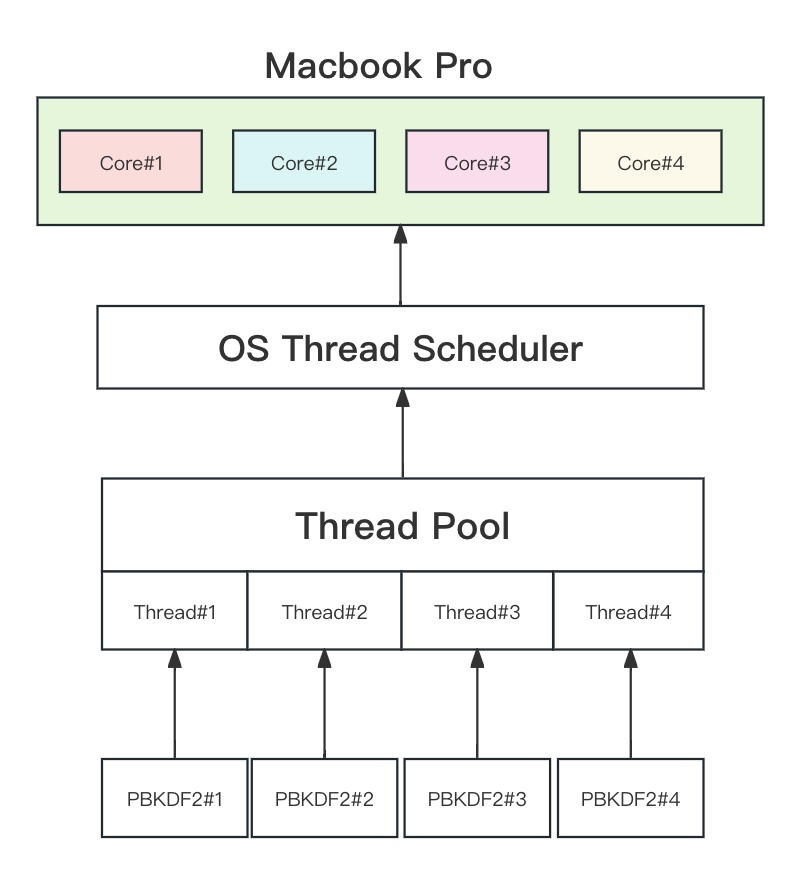 Macbook Pro
Core#1 Core#2 Core#3 Core#4
OS Thread Scheduler
Thread Pool
Thread#1 Thread#2 Thread#3 Thread#4
PBKDF2#1 PBKDF2#2 PBKDF2#3 PBKDF2#4